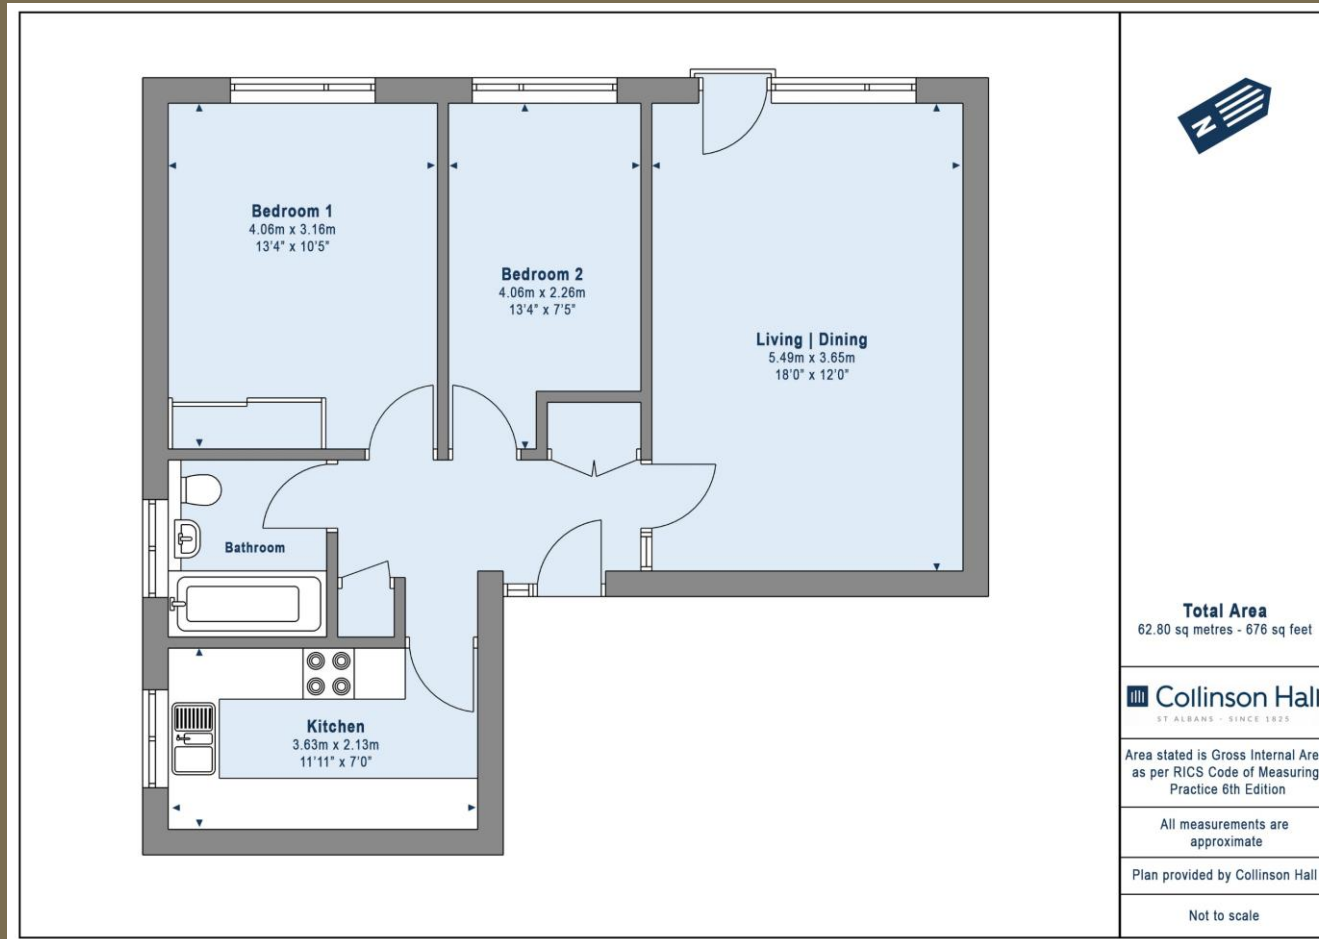 Bedroom 1
4.06m x 3.16m
13'4" x 10'5"
Bedroom 2
4.06m x 2.26m
13'4" x 7'5"
Living | Dining
5.49m x 3.65m
18'0" x 12'0"
Bathroom
Kitchen
3.63m x 2.13m
11'11" x 7'0"
N
Total Area
62.80 sq metres - 676 sq feet
Collinson Hall
ST ALBANS - SINCE 1825
Area stated is Gross Internal Are
as per RICS Code of Measuring
Practice 6th Edition
All measurements are
approximate
Plan provided by Collinson Hall
Not to scale